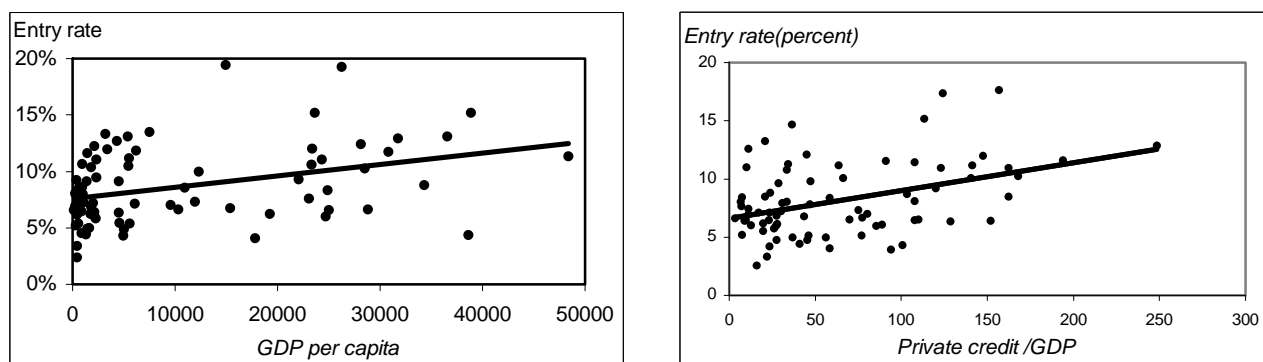 Entry rate
20%
15%
10%
5%
0%
0 10000 20000 30000 40000 50000
GDP per capita
Entry rate(percent)
20
15
10
5
0
0 50 100 150 200 250 300
Private credit /GDP